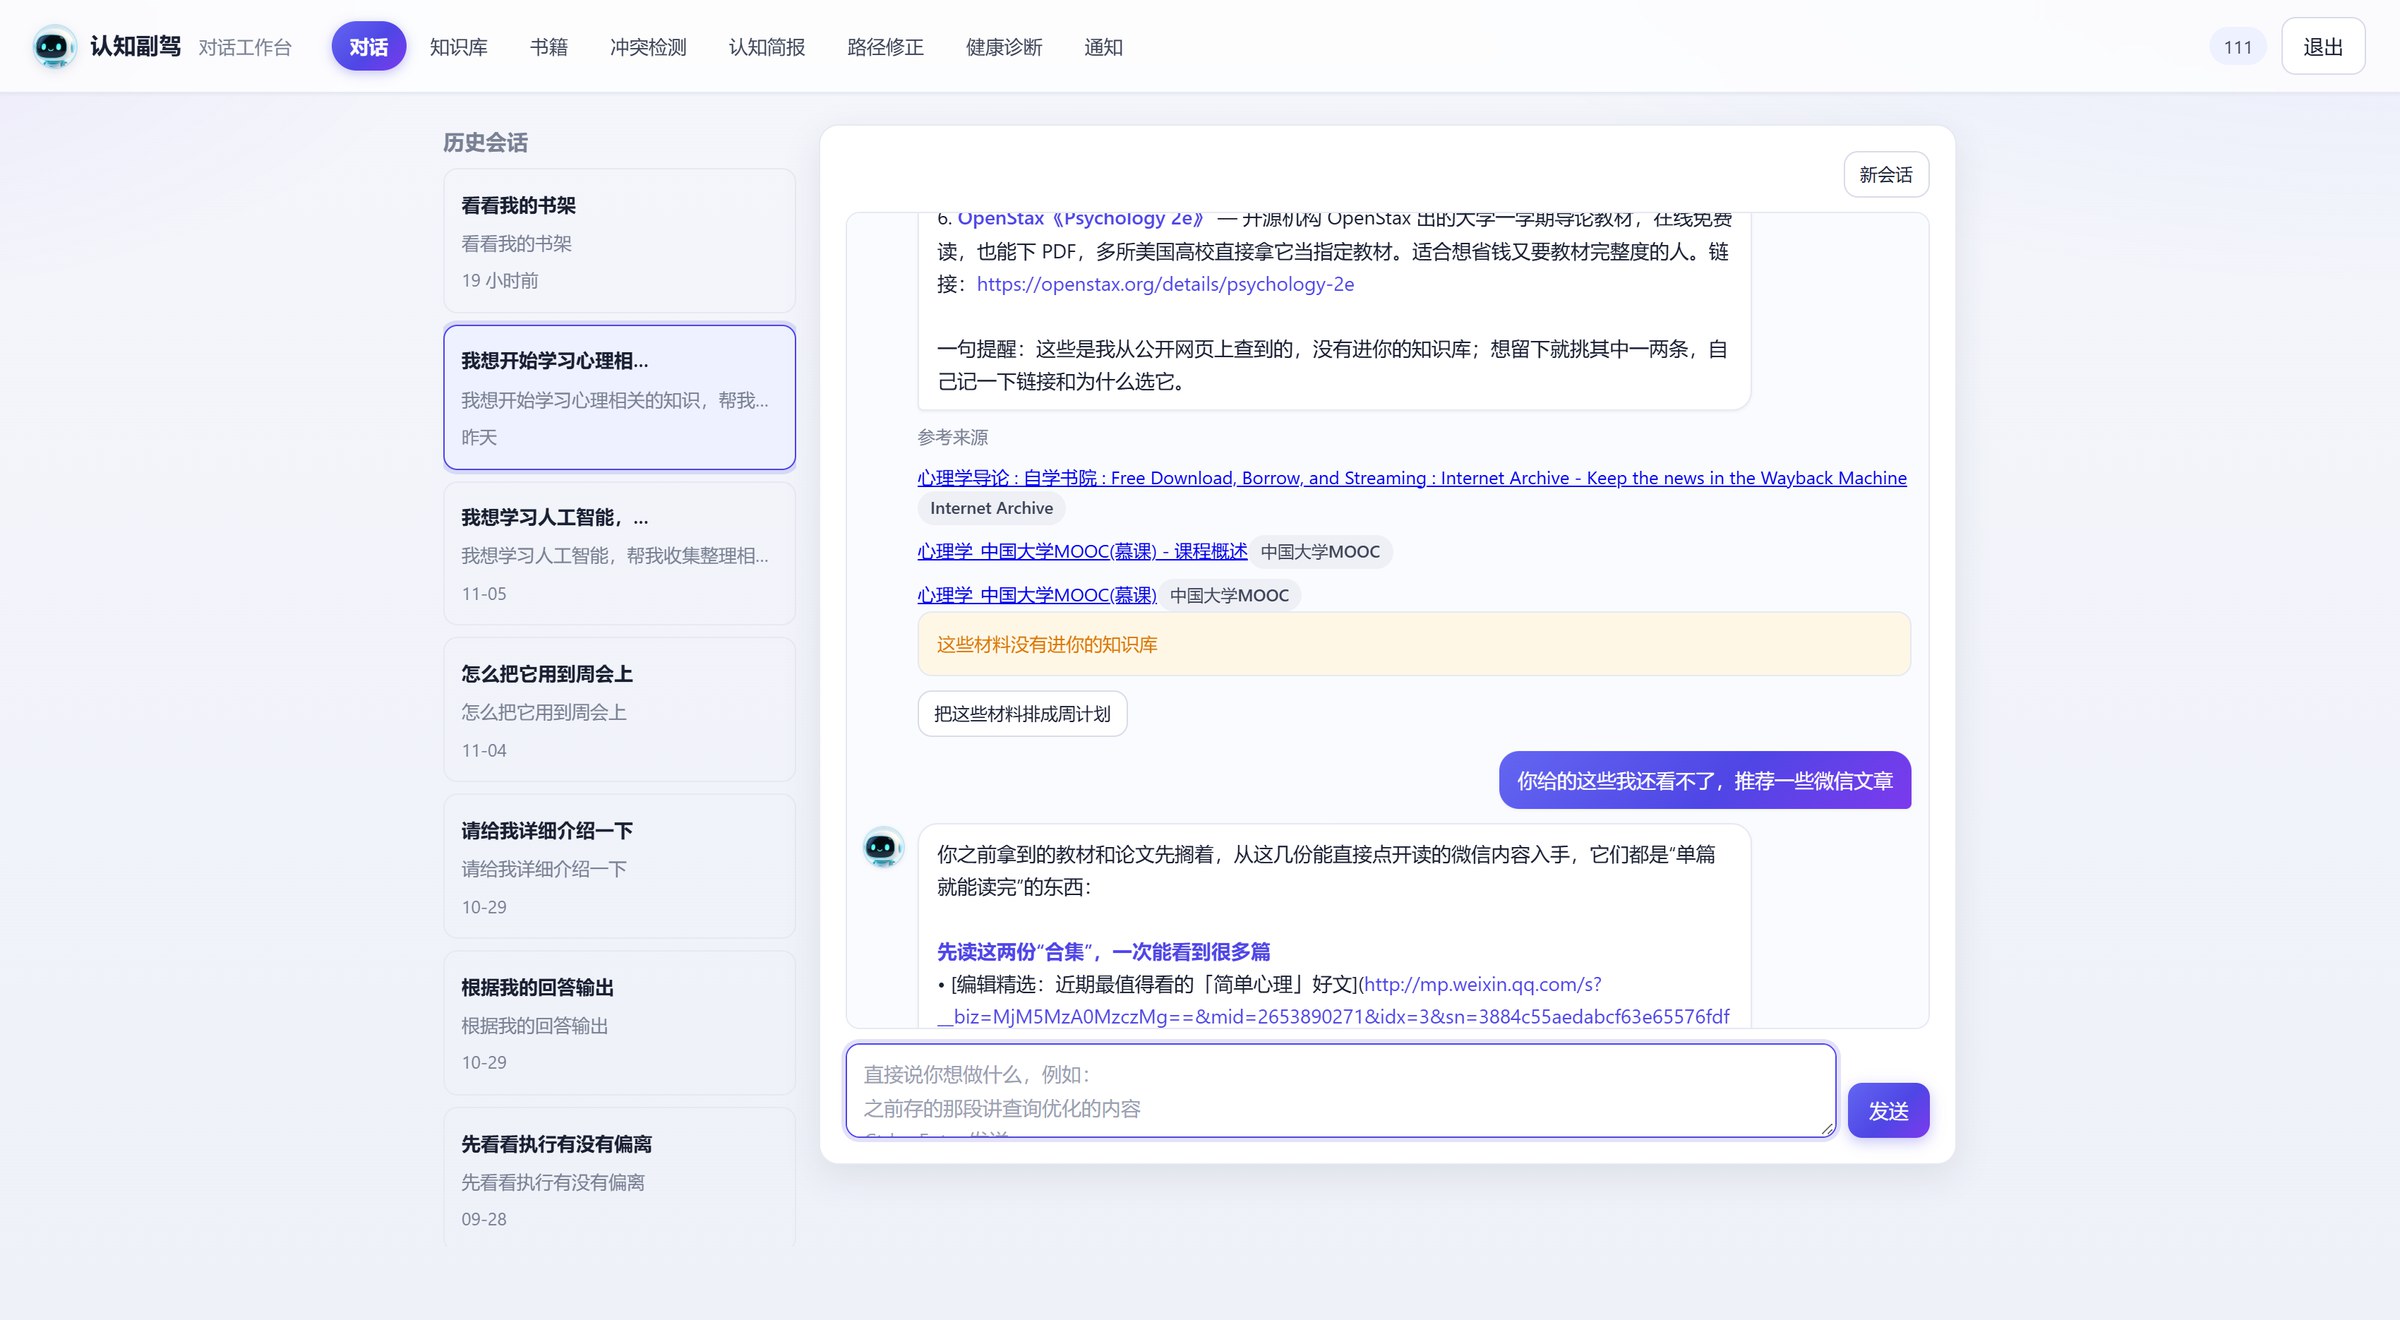 认知副驾 对话工作台 对话 知识库 书籍 冲突检测 认知简报 路径修正 健康诊断 通知 111 退出
历史会话
看看我的书架
看看我的书架
19 小时前
我想开始学习心理相...
我想开始学习心理相关的知识，帮我...
昨天
我想学习人工智能，...
我想学习人工智能，帮我收集整理相...
11-05
怎么把它用到周会上
怎么把它用到周会上
11-04
请给我详细介绍一下
请给我详细介绍一下
10-29
根据我的回答输出
根据我的回答输出
10-29
先看看执行有没有偏离
先看看执行有没有偏离
09-28
新会话
6. OpenStax《Psychology 2e》 — 开源机构 OpenStax 出的大学一学期导论教材，在线免费
读，也能下 PDF，多所美国高校直接拿它当指定教材。适合想省钱又要教材完整度的人。链
接：https://openstax.org/details/psychology-2e
一句提醒：这些是我从公开网页上查到的，没有进你的知识库；想留下就挑其中一两条，自
己记一下链接和为什么选它。
参考来源
心理学导论 : 自学书院 : Free Download, Borrow, and Streaming : Internet Archive - Keep the news in the Wayback Machine
Internet Archive
心理学_中国大学MOOC(慕课) - 课程概述 中国大学MOOC
心理学_中国大学MOOC(慕课) 中国大学MOOC
这些材料没有进你的知识库
把这些材料排成周计划
你给的这些我还看不了，推荐一些微信文章
你之前拿到的教材和论文先搁着，从这几份能直接点开读的微信内容入手，它们都是“单篇
就能读完”的东西：
先读这两份“合集”，一次能看到很多篇
• [编辑精选：近期最值得看的「简单心理」好文](http://mp.weixin.qq.com/s?
__biz=MjM5MzA0MzczMg==&mid=2653890271&idx=3&sn=3884c55aedabcf63e65576fdf
直接说你想做什么，例如：
之前存的那段讲查询优化的内容
发送